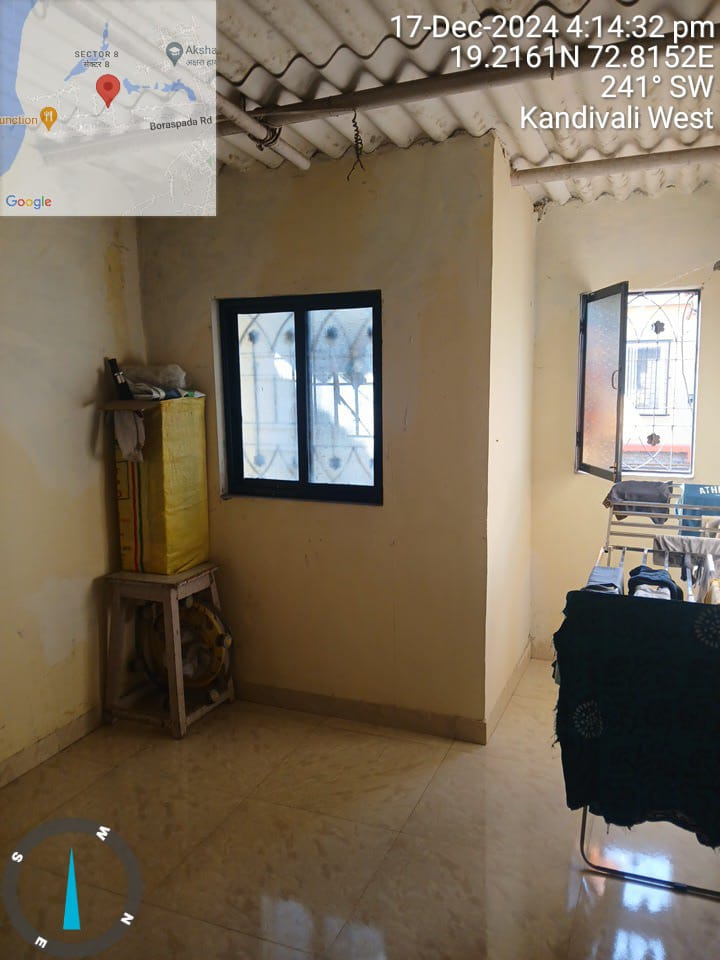 17-Dec-2024 4:14:32 pm
19.2161N 72.8152E
241° SW
Kandivali West
SECTOR 8
सेक्टर 8
Aksha
unction
Boraspada Rd
Google
ATH
S
W
E
N